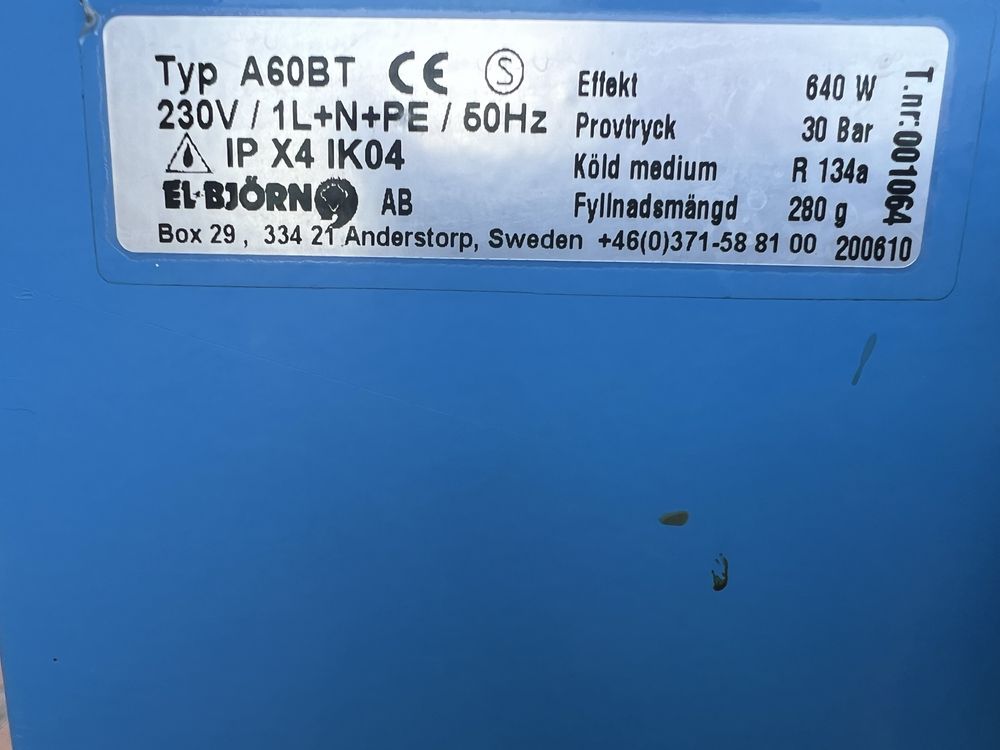 Typ A60BT CE S
230V / 1L+N+PE / 50Hz
IP X4 IK04
EL-BJÖRN AB
Effekt 640 W
Provtryck 30 Bar
Köld medium R 134a
Fyllnadsmängd 280 g
Box 29, 334 21 Anderstorp, Sweden +46(0)371-58 81 00 200610
T.nr:001064